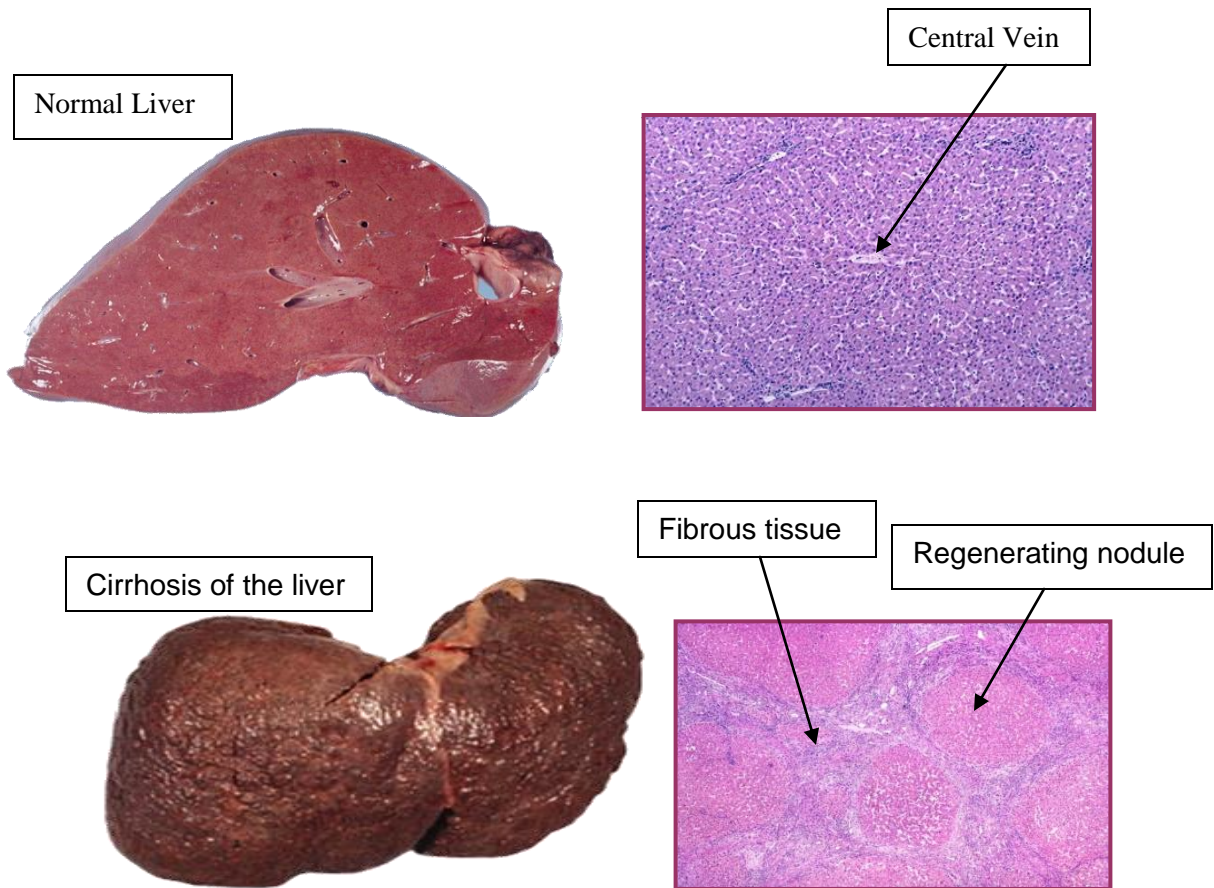 Central Vein
Normal Liver
Fibrous tissue
Regenerating nodule
Cirrhosis of the liver